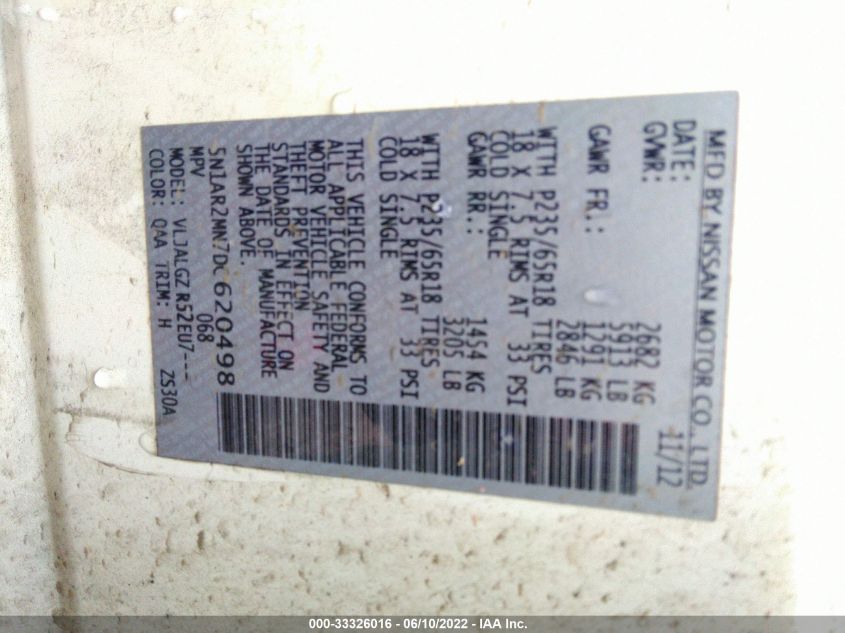 MFD BY NISSAN MOTOR CO., LTD.
DATE: 11/12
GVWR: 2682 KG
5913 LB
GAWR FR.: 1291 KG
2846 LB
WITH P235/65R18 TIRES
18 X 7.5 RIMS AT 33 PSI
COLD SINGLE
GAWR RR.: 1454 KG
3205 LB
WITH P235/65R18 TIRES
18 X 7.5 RIMS AT 33 PSI
COLD SINGLE
THIS VEHICLE CONFORMS TO
ALL APPLICABLE FEDERAL
MOTOR VEHICLE SAFETY AND
THEFT PREVENTION
STANDARDS IN EFFECT ON
THE DATE OF MANUFACTURE
SHOWN ABOVE.
5N1AR2MN7DC620498
MPV 068
MODEL: VLJALGZ R52EU7---
COLOR: QAA TRIM: H ZS30A
000-33326016 - 06/10/2022 - IAA Inc.